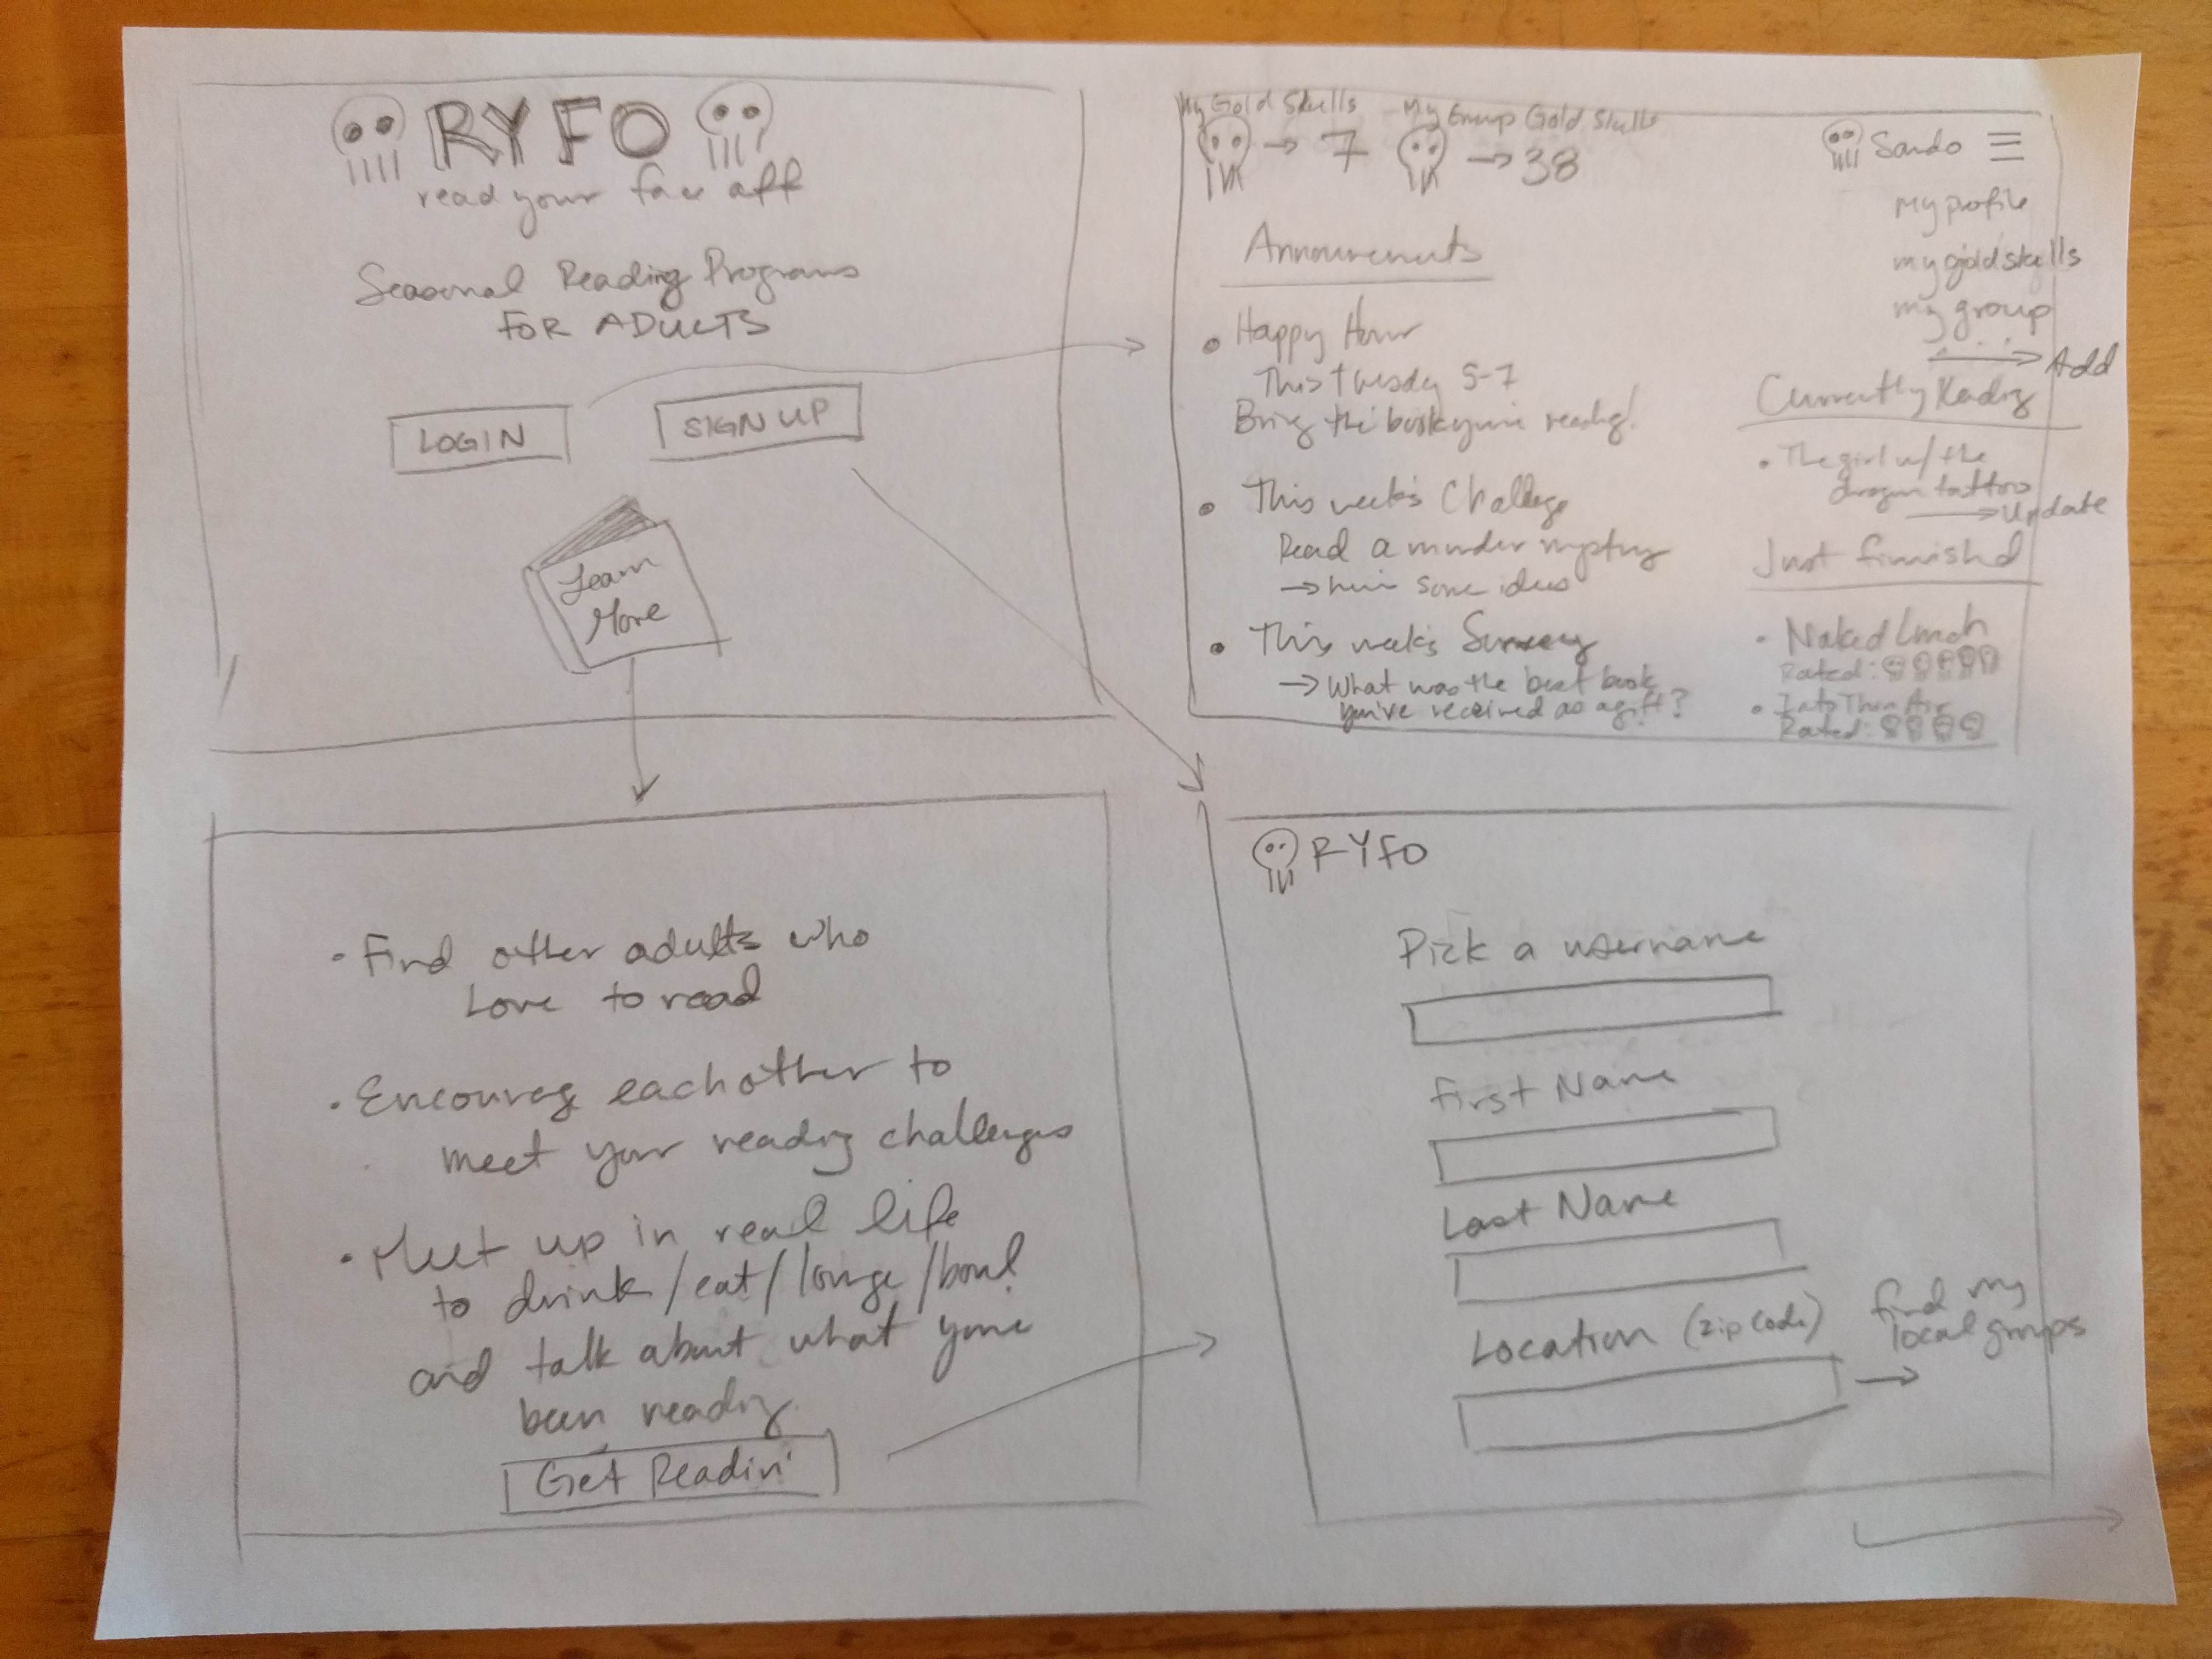 RYFO
read your face off
Seasonal Reading Programs
FOR ADULTS
LOGIN
SIGN UP
Learn
More
My Gold Skulls
→ 7
My Group Gold Skulls
→ 38
Sando
My profile
my gold skulls
my group
...
→ Add
Announcements
• Happy Hour
This tuesday 5-7
Bring the book you're reading!
• This week's Challenge
Read a murder mystery
→ here's some ideas
• This week's Survey
→ What was the best book
you've received as a gift?
Currently Reading
• The girl w/ the
dragon tattoo
→ Update
Just finished
• Naked Lunch
Rated:
• Into Thin Air
Rated:
• Find other adults who
Love to read
• Encourage each other to
meet your reading challenges
• Meet up in real life
to drink/eat/lounge/bowl
and talk about what you've
been reading.
Get Readin'
RYFO
Pick a username
First Name
Last Name
Location (zip code)
find my
local groups
→